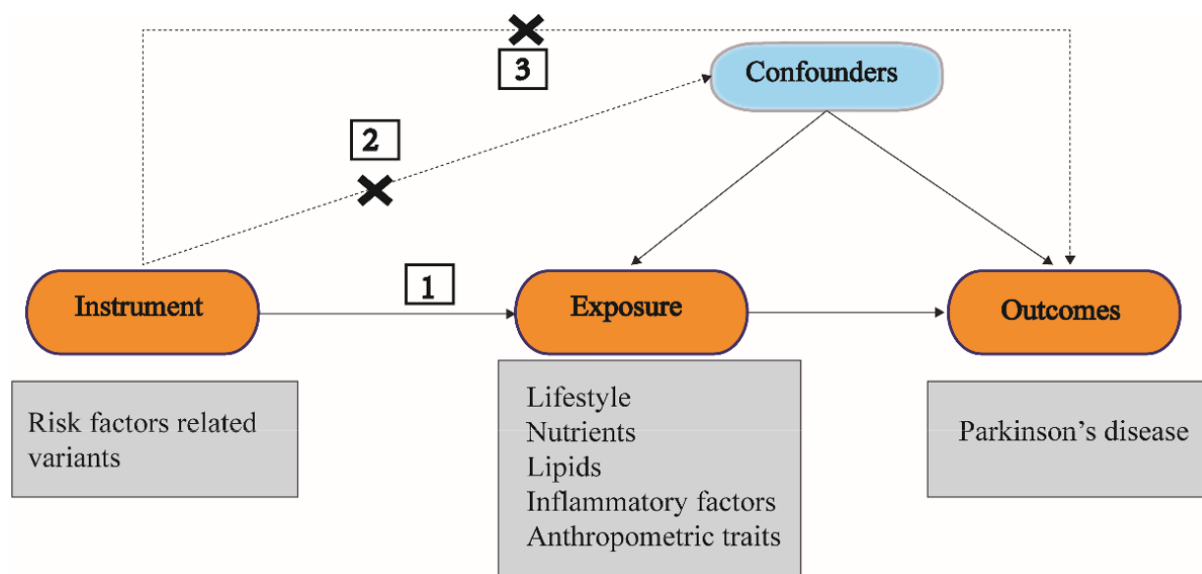 3
Confounders
2
1
Instrument
Exposure
Outcomes
Risk factors related
variants
Lifestyle
Nutrients
Lipids
Inflammatory factors
Anthropometric traits
Parkinson’s disease